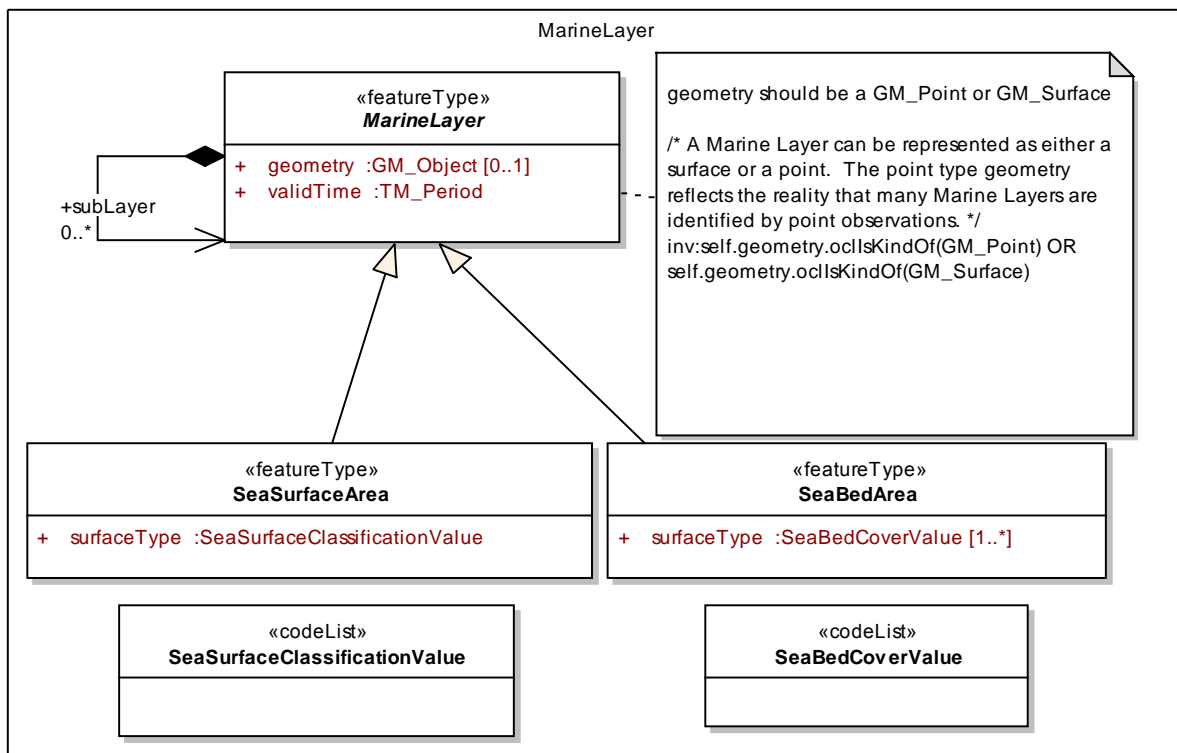 MarineLayer
«featureType»
MarineLayer
+ geometry :GM_Object [0..1]
+ validTime :TM_Period
+subLayer
0..*
geometry should be a GM_Point or GM_Surface
/* A Marine Layer can be represented as either a
surface or a point. The point type geometry
reflects the reality that many Marine Layers are
identified by point observations. */
inv:self.geometry.oclIsKindOf(GM_Point) OR
self.geometry.oclIsKindOf(GM_Surface)
«featureType»
SeaSurfaceArea
+ surfaceType :SeaSurfaceClassificationValue
«featureType»
SeaBedArea
+ surfaceType :SeaBedCoverValue [1..*]
«codeList»
SeaSurfaceClassificationValue
«codeList»
SeaBedCoverValue